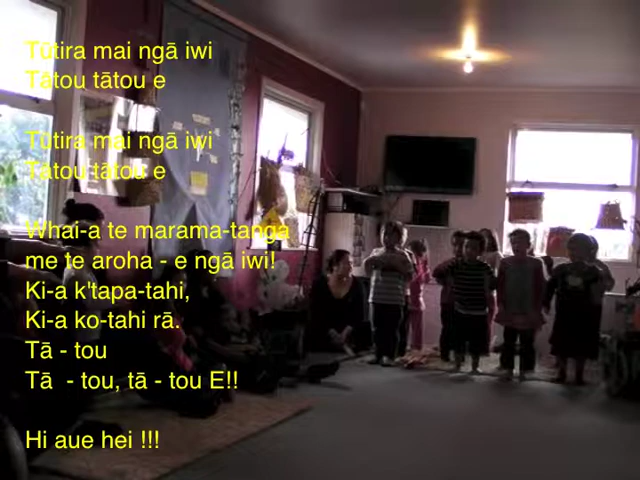 Tūtira mai ngā iwi
Tātou tātou e
Tūtira mai ngā iwi
Tātou tātou e
Whai-a te marama-tanga
me te aroha - e ngā iwi!
Ki-a k'tapa-tahi,
Ki-a ko-tahi rā.
Tā - tou
Tā - tou, tā - tou E!!
Hi aue hei !!!